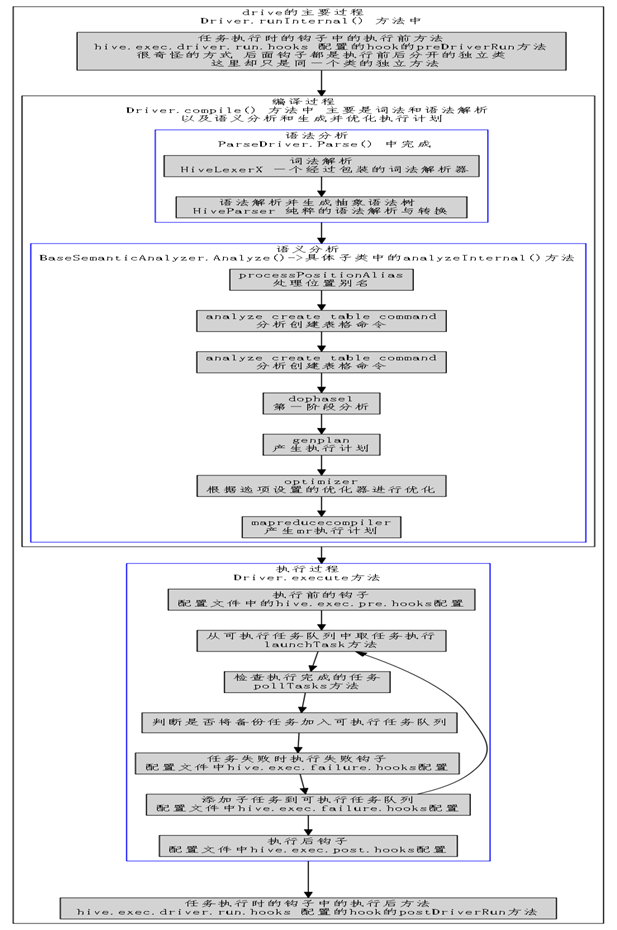 drive的主要过程
Driver.runInternal() 方法中
任务执行时的钩子中的执行前方法
hive.exec.driver.run.hooks 配置的hook的preDriverRun方法
很奇怪的方式 后面钩子都是执行前后分开的独立类
这里却只是同一个类的独立方法
编译过程
Driver.compile() 方法中 主要是词法和语法解析
以及语义分析和生成并优化执行计划
语法分析
ParseDriver.Parse() 中完成
词法解析
HiveLexerX 一个经过包装的词法解析器
语法解析并生成抽象语法树
HiveParser 纯粹的语法解析与转换
语义分析
BaseSemanticAnalyzer.Analyze()->具体子类中的analyzeInternal()方法
processPositionAlias
处理位置别名
analyze create table command
分析创建表格命令
analyze create table command
分析创建表格命令
dophase1
第一阶段分析
genplan
产生执行计划
optimizer
根据选项设置的优化器进行优化
mapreducecompiler
产生mr执行计划
执行过程
Driver.execute方法
执行前的钩子
配置文件中的hive.exec.pre.hooks配置
从可执行任务队列中取任务执行
launchTask方法
检查执行完成的任务
pollTasks方法
判断是否将备份任务加入可执行任务队列
任务失败时执行失败钩子
配置文件中hive.exec.failure.hooks配置
添加子任务到可执行任务队列
配置文件中hive.exec.failure.hooks配置
执行后钩子
配置文件中hive.exec.post.hooks配置
任务执行时的钩子中的执行后方法
hive.exec.driver.run.hooks 配置的hook的postDriverRun方法